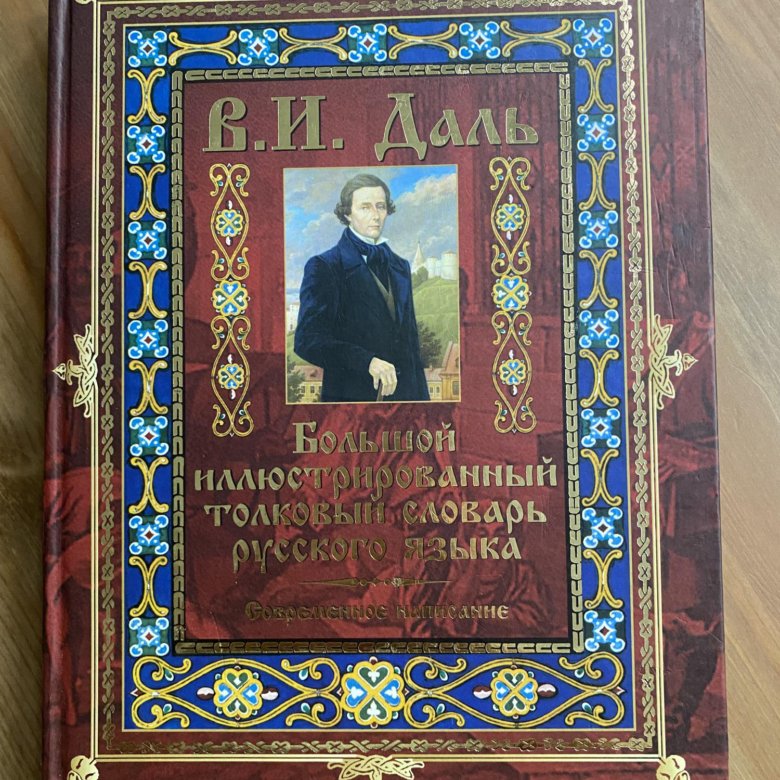 В.И. Даль
Большой
иллюстрированный
толковый словарь
русского языка
Современное написание